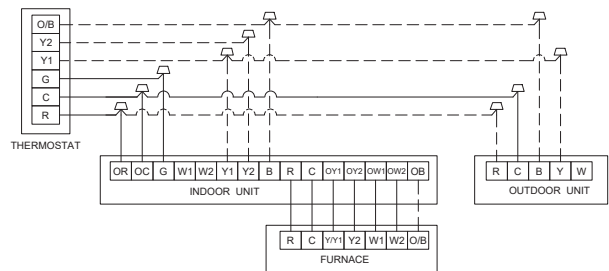 O/B
Y2
Y1
G
C
R
THERMOSTAT
OR OC G W1 W2 Y1 Y2 B R C OY1 OY2 OW1 OW2 OB
INDOOR UNIT
R C B Y W
OUTDOOR UNIT
R C Y/Y1 Y2 W1 W2 O/B
FURNACE